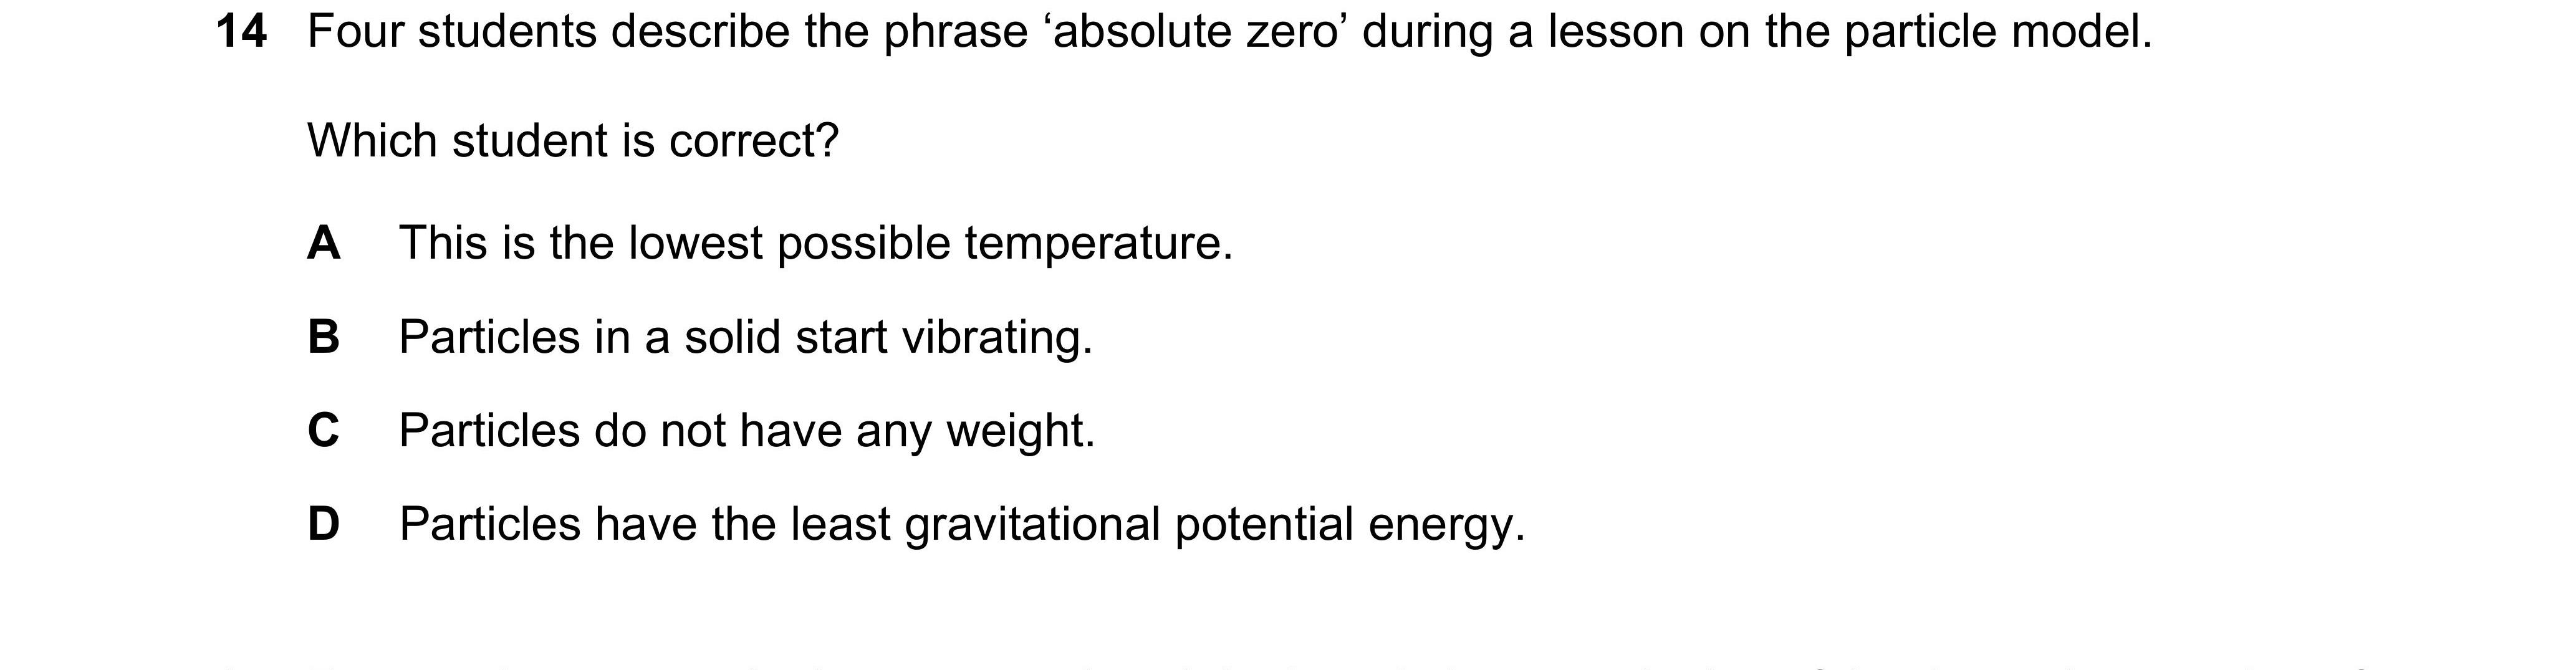 14 Four students describe the phrase ‘absolute zero’ during a lesson on the particle model.
Which student is correct?
A This is the lowest possible temperature.
B Particles in a solid start vibrating.
C Particles do not have any weight.
D Particles have the least gravitational potential energy.